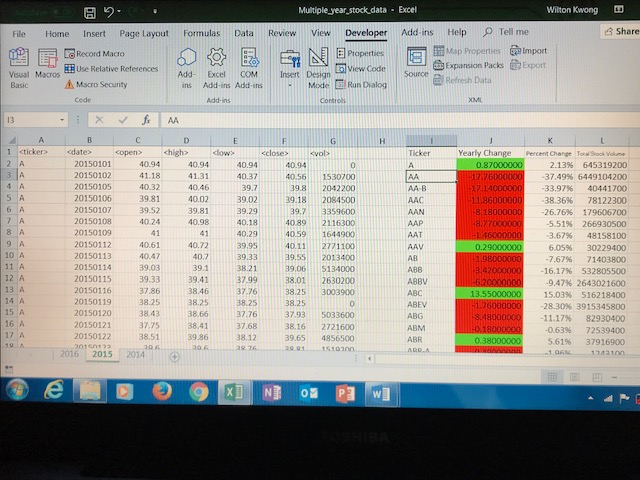 Multiple_year_stock_data - Excel Wilton Kwong
File Home Insert Page Layout Formulas Data Review View Developer Add-ins Help Tell me Share
Record Macro Properties Map Properties Import
Use Relative References View Code Expansion Packs Export
Macro Security Run Dialog Refresh Data
Visual Basic Macros Add-ins Excel Add-ins COM Add-ins Insert Design Mode Source
Code Add-ins Controls XML
I3 fx AA
A B C D E F G H I J K L
1 <ticker> <date> <open> <high> <low> <close> <vol> Ticker Yearly Change Percent Change Total Stock Volume
2 A 20150101 40.94 40.94 40.94 40.94 0 A 0.87000000 2.13% 645319200
3 A 20150102 41.18 41.31 40.37 40.56 1530700 AA -17.76000000 -37.49% 6449104200
4 A 20150105 40.32 40.46 39.7 39.8 2042200 AA-B -17.14000000 -33.97% 40441700
5 A 20150106 39.81 40.02 39.02 39.18 2084500 AAC -11.86000000 -38.36% 78122300
6 A 20150107 39.52 39.81 39.29 39.7 3359600 AAN -8.18000000 -26.76% 179606700
7 A 20150108 40.24 40.98 40.18 40.89 2116300 AAP -8.77000000 -5.51% 266930500
8 A 20150109 41 41 40.29 40.59 1644900 AAT -1.46000000 -3.67% 48158100
9 A 20150112 40.61 40.72 39.95 40.11 2771100 AAV 0.29000000 6.05% 30229400
10 A 20150113 40.47 40.7 39.33 39.55 2013400 AB -1.98000000 -7.67% 71403800
11 A 20150114 39.03 39.1 38.21 39.06 5134000 ABB -3.42000000 -16.17% 532805500
12 A 20150115 39.33 39.41 37.99 38.01 2630200 ABBV -6.20000000 -9.47% 2643021600
13 A 20150116 37.86 38.46 37.76 38.25 3003900 ABC 13.55000000 15.03% 516218400
14 A 20150119 38.25 38.25 38.25 38.25 0 ABEV -1.76000000 -28.30% 3915345800
15 A 20150120 38.43 38.66 37.76 37.93 5033600 ABG -8.48000000 -11.17% 82930400
16 A 20150121 37.75 38.41 37.68 38.16 2721600 ABM -0.18000000 -0.63% 72539400
17 A 20150122 38.51 39.86 38.12 39.65 4856500 ABR 0.38000000 5.61% 37916900
18 A 20150123 39.6 39.6 38.76 38.81 1519200 ABR-A -1.96% 1243100
2016 2015 2014
TOSHIBA